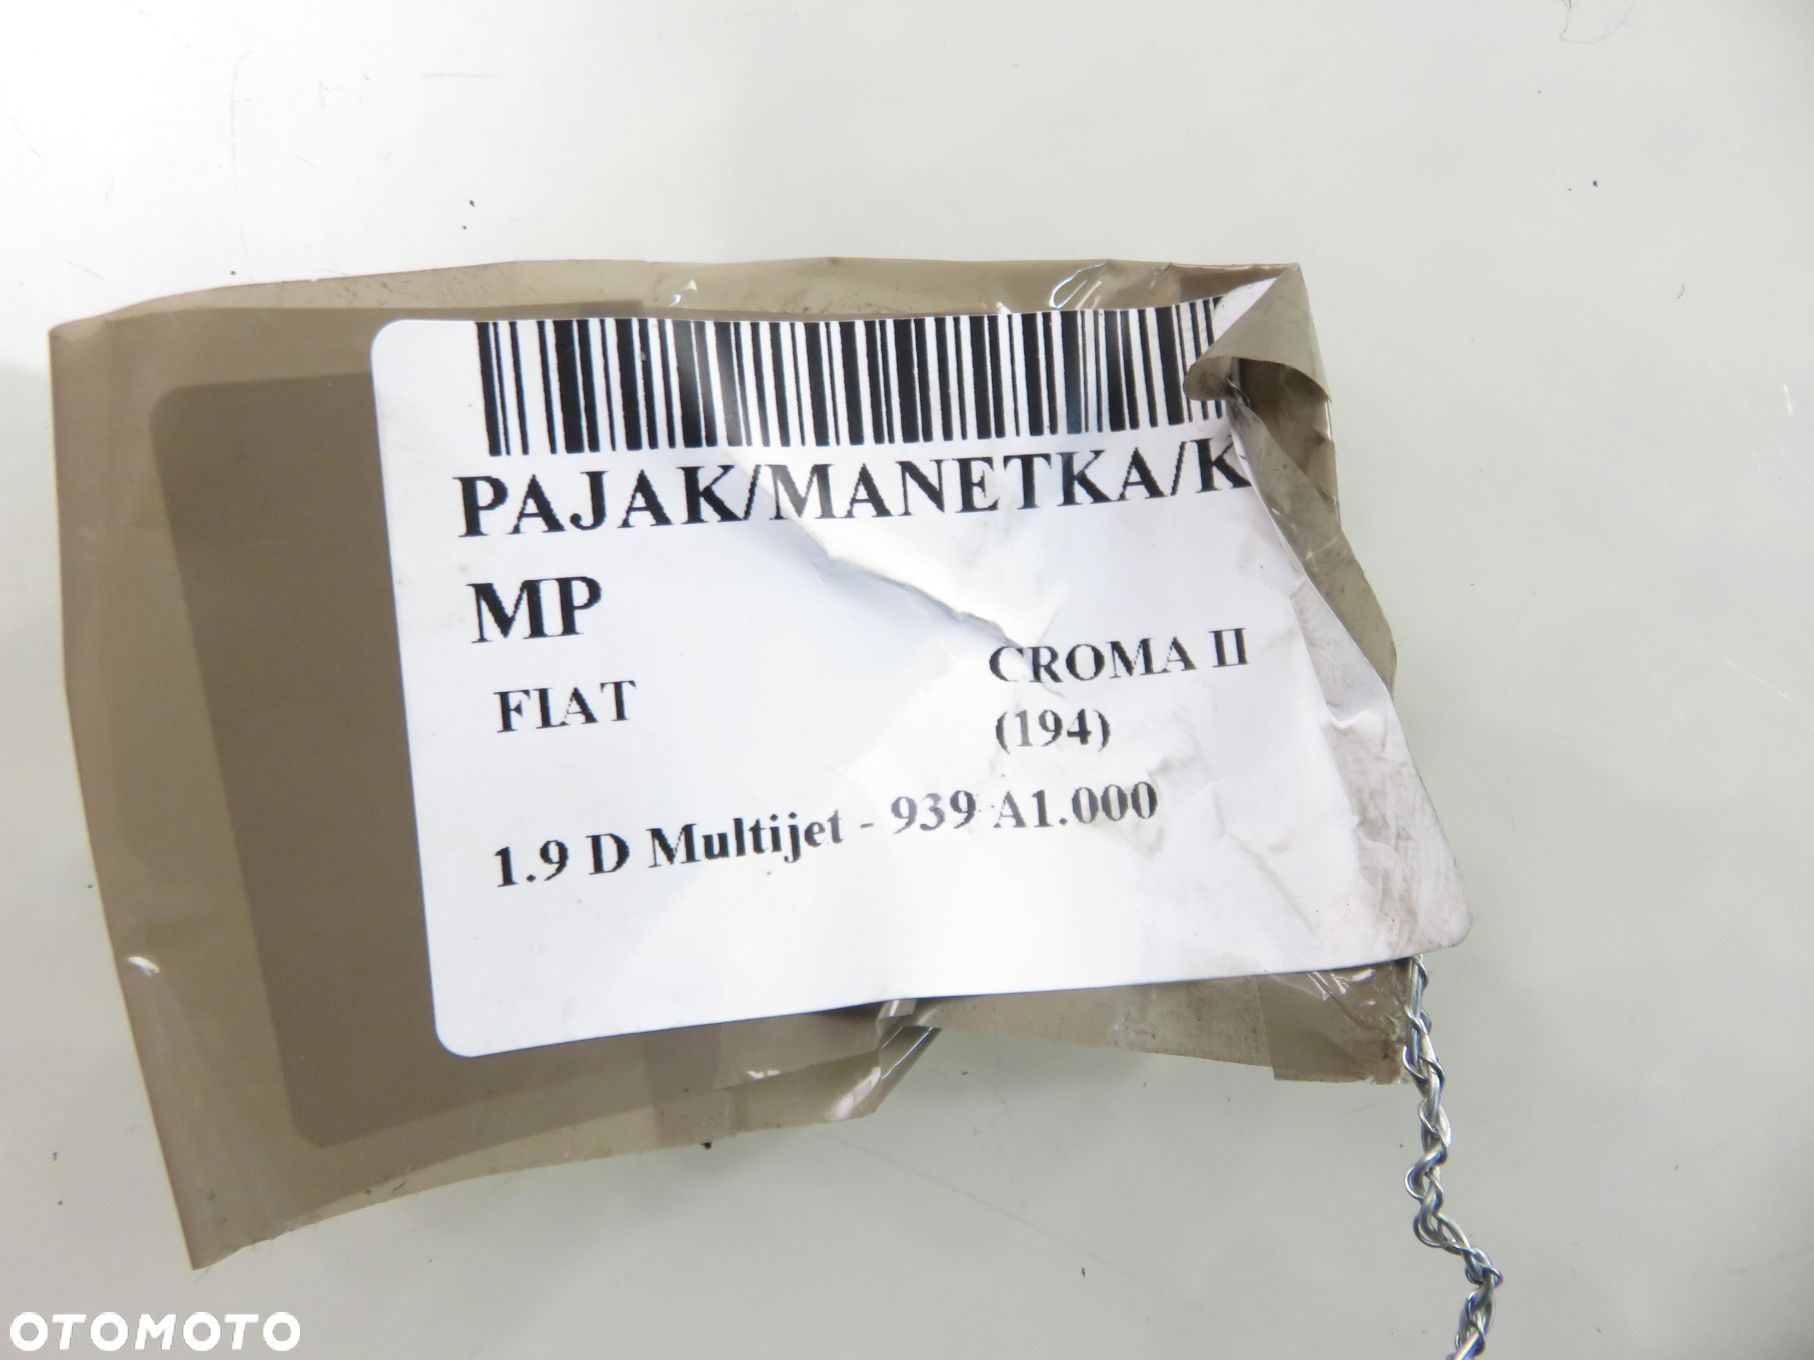 PAJAK/MANETKA/K
MP
FIAT
CROMA II
(194)
1.9 D Multijet - 939 A1.000
OTOMOTO